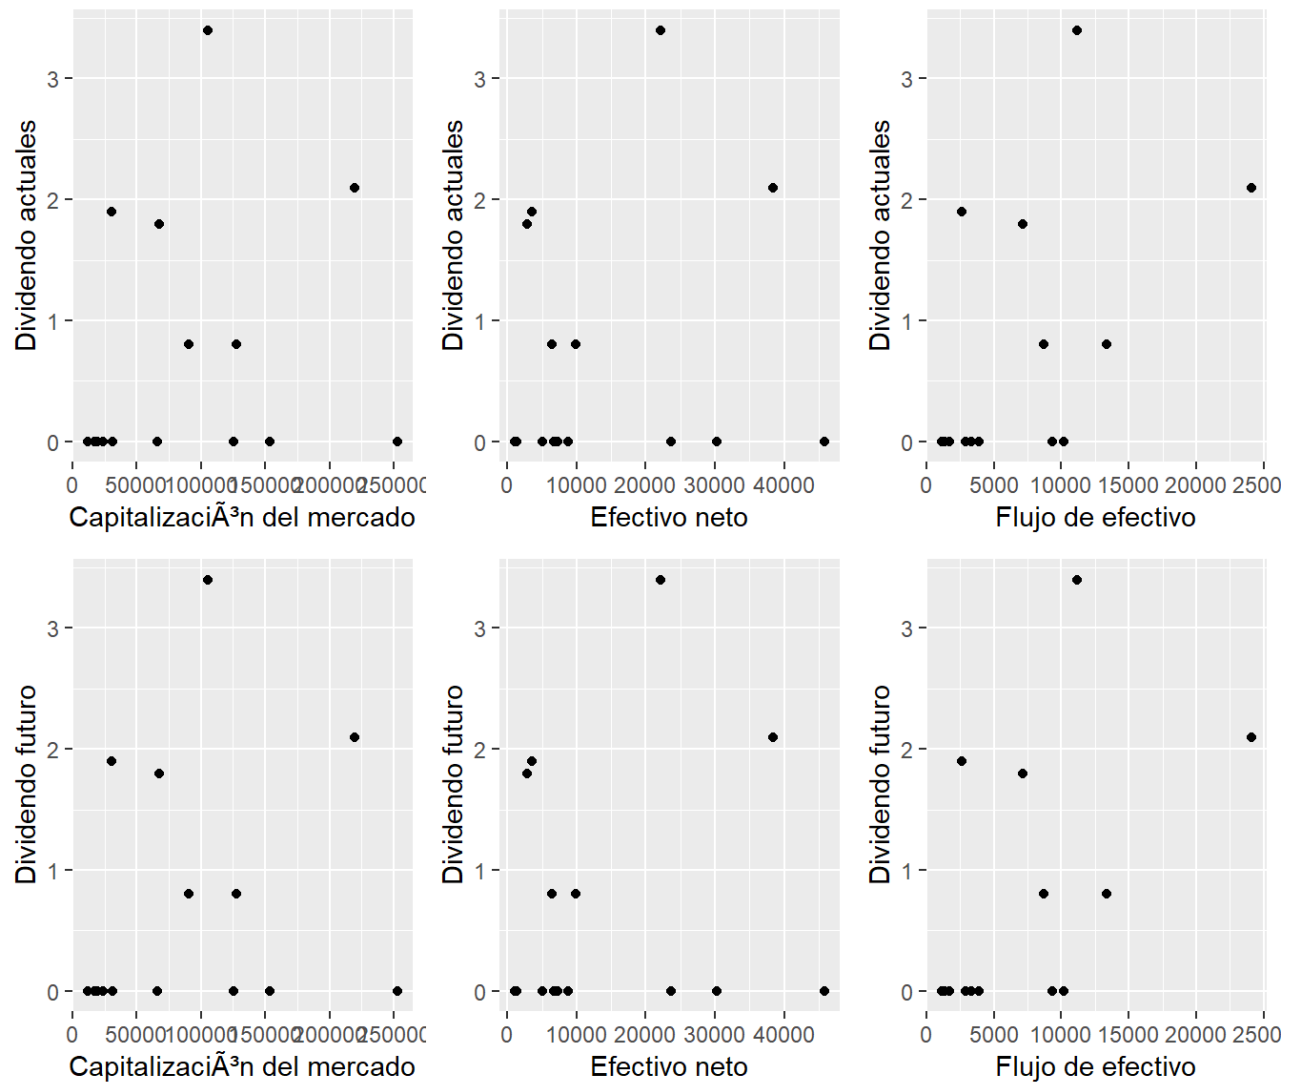 Dividendo actuales
3
2
1
0
0 50000 100000 150000 200000 250000
CapitalizaciÃ³n del mercado
Dividendo actuales
3
2
1
0
0 10000 20000 30000 40000
Efectivo neto
Dividendo actuales
3
2
1
0
0 5000 10000 15000 20000 2500
Flujo de efectivo
Dividendo futuro
3
2
1
0
0 50000 100000 150000 200000 250000
CapitalizaciÃ³n del mercado
Dividendo futuro
3
2
1
0
0 10000 20000 30000 40000
Efectivo neto
Dividendo futuro
3
2
1
0
0 5000 10000 15000 20000 2500
Flujo de efectivo